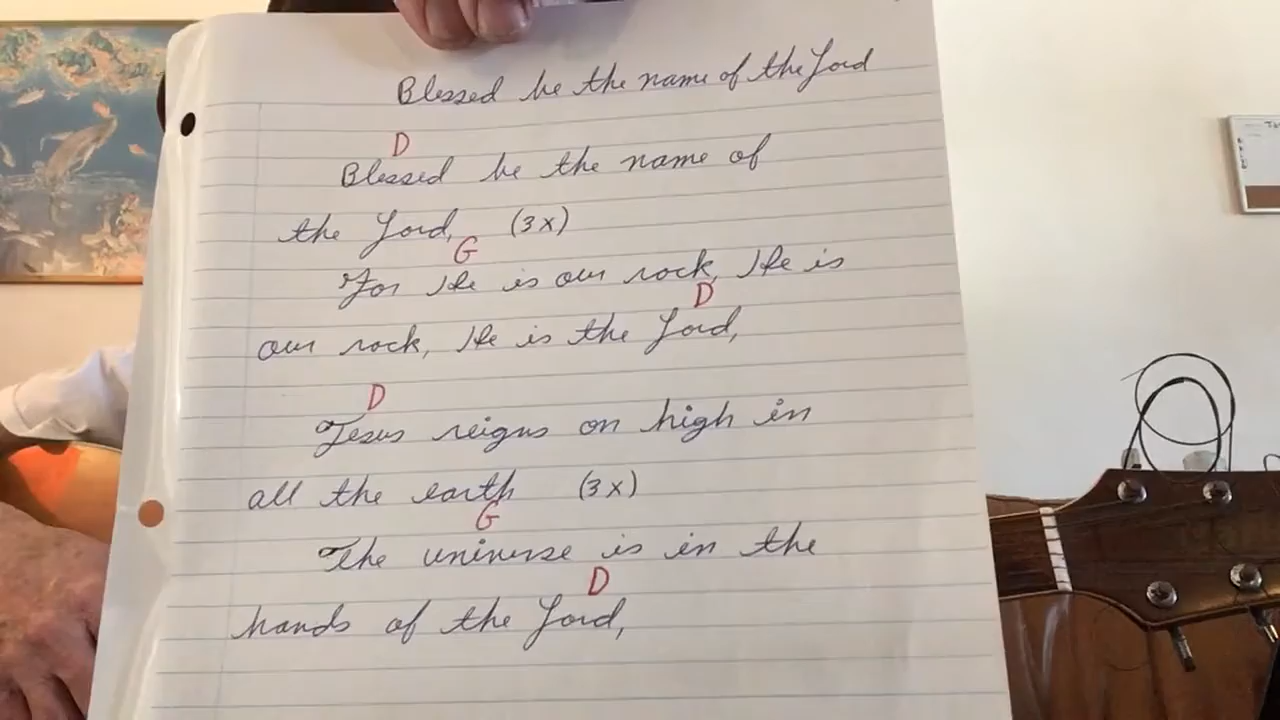 Blessed be the name of the Lord
D
Blessed be the name of
the Lord, (3x)
G
For He is our rock, He is
D
our rock, He is the Lord,
D
Jesus reigns on high in
all the earth (3x)
G
The universe is in the
D
hands of the Lord,